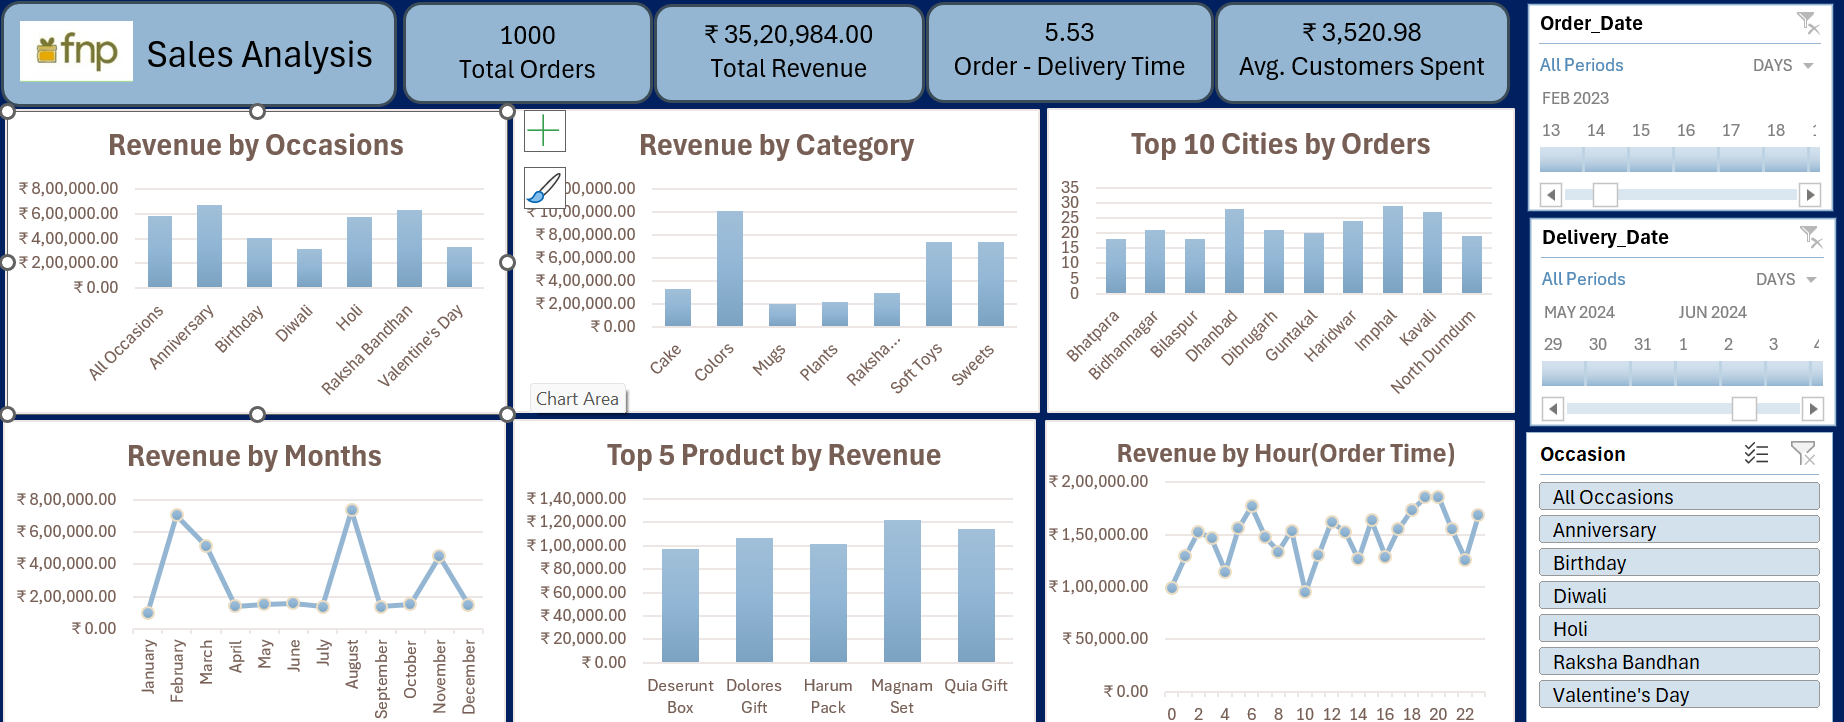 fnp
Sales Analysis
1000
Total Orders
₹ 35,20,984.00
Total Revenue
5.53
Order - Delivery Time
₹ 3,520.98
Avg. Customers Spent
Revenue by Occasions
₹ 8,00,000.00
₹ 6,00,000.00
₹ 4,00,000.00
₹ 2,00,000.00
₹ 0.00
All Occasions
Anniversary
Birthday
Diwali
Holi
Raksha Bandhan
Valentine's Day
Revenue by Category
00,000.00
₹ 10,00,000.00
₹ 8,00,000.00
₹ 6,00,000.00
₹ 4,00,000.00
₹ 2,00,000.00
₹ 0.00
Cake
Colors
Mugs
Plants
Raksha...
Soft Toys
Sweets
Chart Area
Top 10 Cities by Orders
35
30
25
20
15
10
5
0
Bhatpara
Bidhannagar
Bilaspur
Dhanbad
Dibrugarh
Guntakal
Haridwar
Imphal
Kavali
North Dumdum
Revenue by Months
₹ 8,00,000.00
₹ 6,00,000.00
₹ 4,00,000.00
₹ 2,00,000.00
₹ 0.00
January
February
March
April
May
June
July
August
September
October
November
December
Top 5 Product by Revenue
₹ 1,40,000.00
₹ 1,20,000.00
₹ 1,00,000.00
₹ 80,000.00
₹ 60,000.00
₹ 40,000.00
₹ 20,000.00
₹ 0.00
Deserunt Box
Dolores Gift
Harum Pack
Magnam Set
Quia Gift
Revenue by Hour(Order Time)
₹ 2,00,000.00
₹ 1,50,000.00
₹ 1,00,000.00
₹ 50,000.00
₹ 0.00
0 2 4 6 8 10 12 14 16 18 20 22
Order_Date
All Periods DAYS
FEB 2023
13 14 15 16 17 18
Delivery_Date
All Periods DAYS
MAY 2024 JUN 2024
29 30 31 1 2 3
Occasion
All Occasions
Anniversary
Birthday
Diwali
Holi
Raksha Bandhan
Valentine's Day